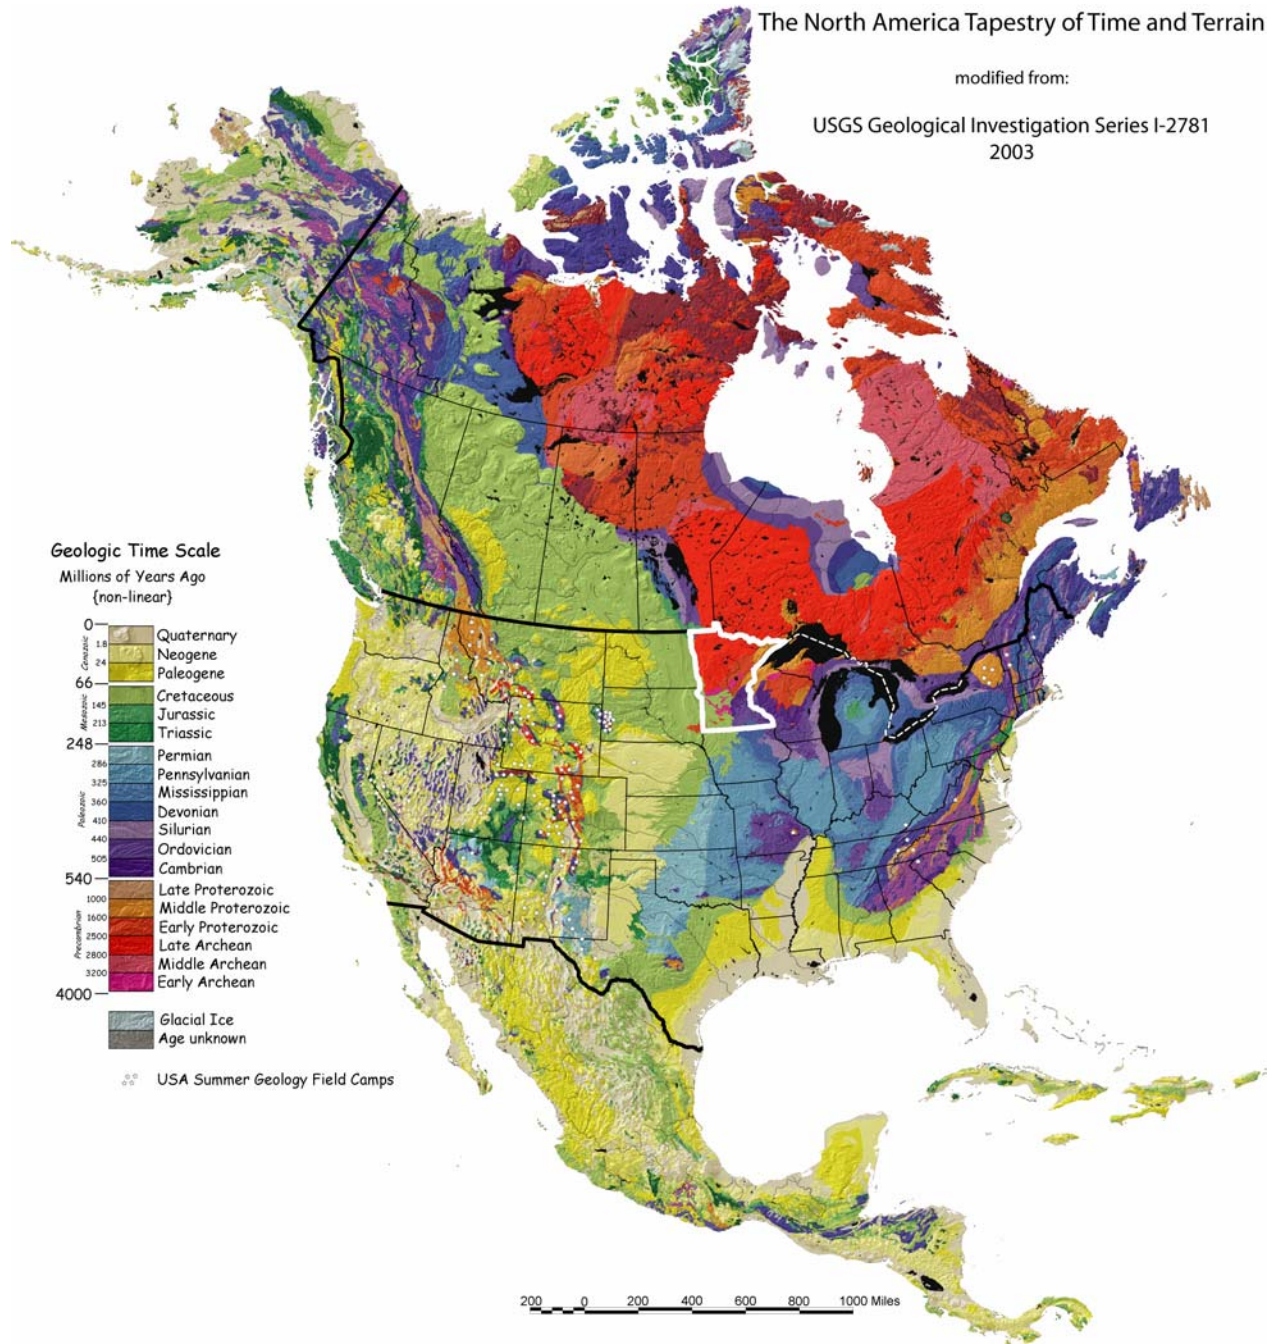 The North America Tapestry of Time and Terrain
modified from:
USGS Geological Investigation Series I-2781
2003
Geologic Time Scale
Millions of Years Ago
{non-linear}
0
Cenozoic
1.8
24
66
Quaternary
Neogene
Paleogene
Mesozoic
145
213
248
Cretaceous
Jurassic
Triassic
Paleozoic
286
325
360
410
440
505
540
Permian
Pennsylvanian
Mississippian
Devonian
Silurian
Ordovician
Cambrian
Precambrian
1000
1600
2500
2800
3200
4000
Late Proterozoic
Middle Proterozoic
Early Proterozoic
Late Archean
Middle Archean
Early Archean
Glacial Ice
Age unknown
USA Summer Geology Field Camps
200 0 200 400 600 800 1000 Miles